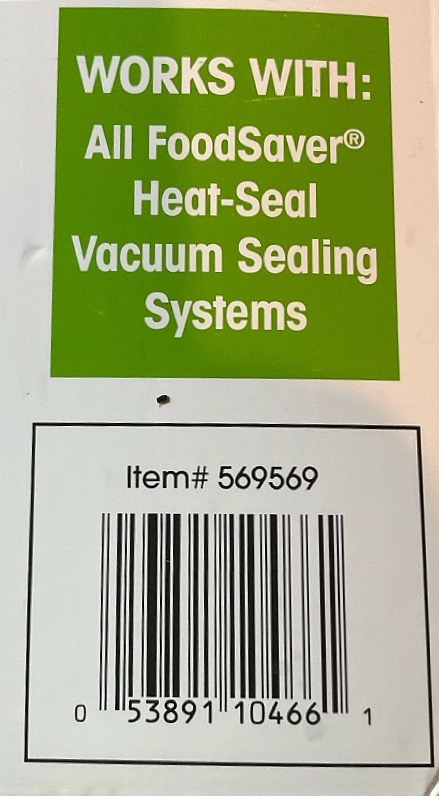 WORKS WITH:
All FoodSaver®
Heat-Seal
Vacuum Sealing
Systems
Item# 569569
0 53891 10466 1